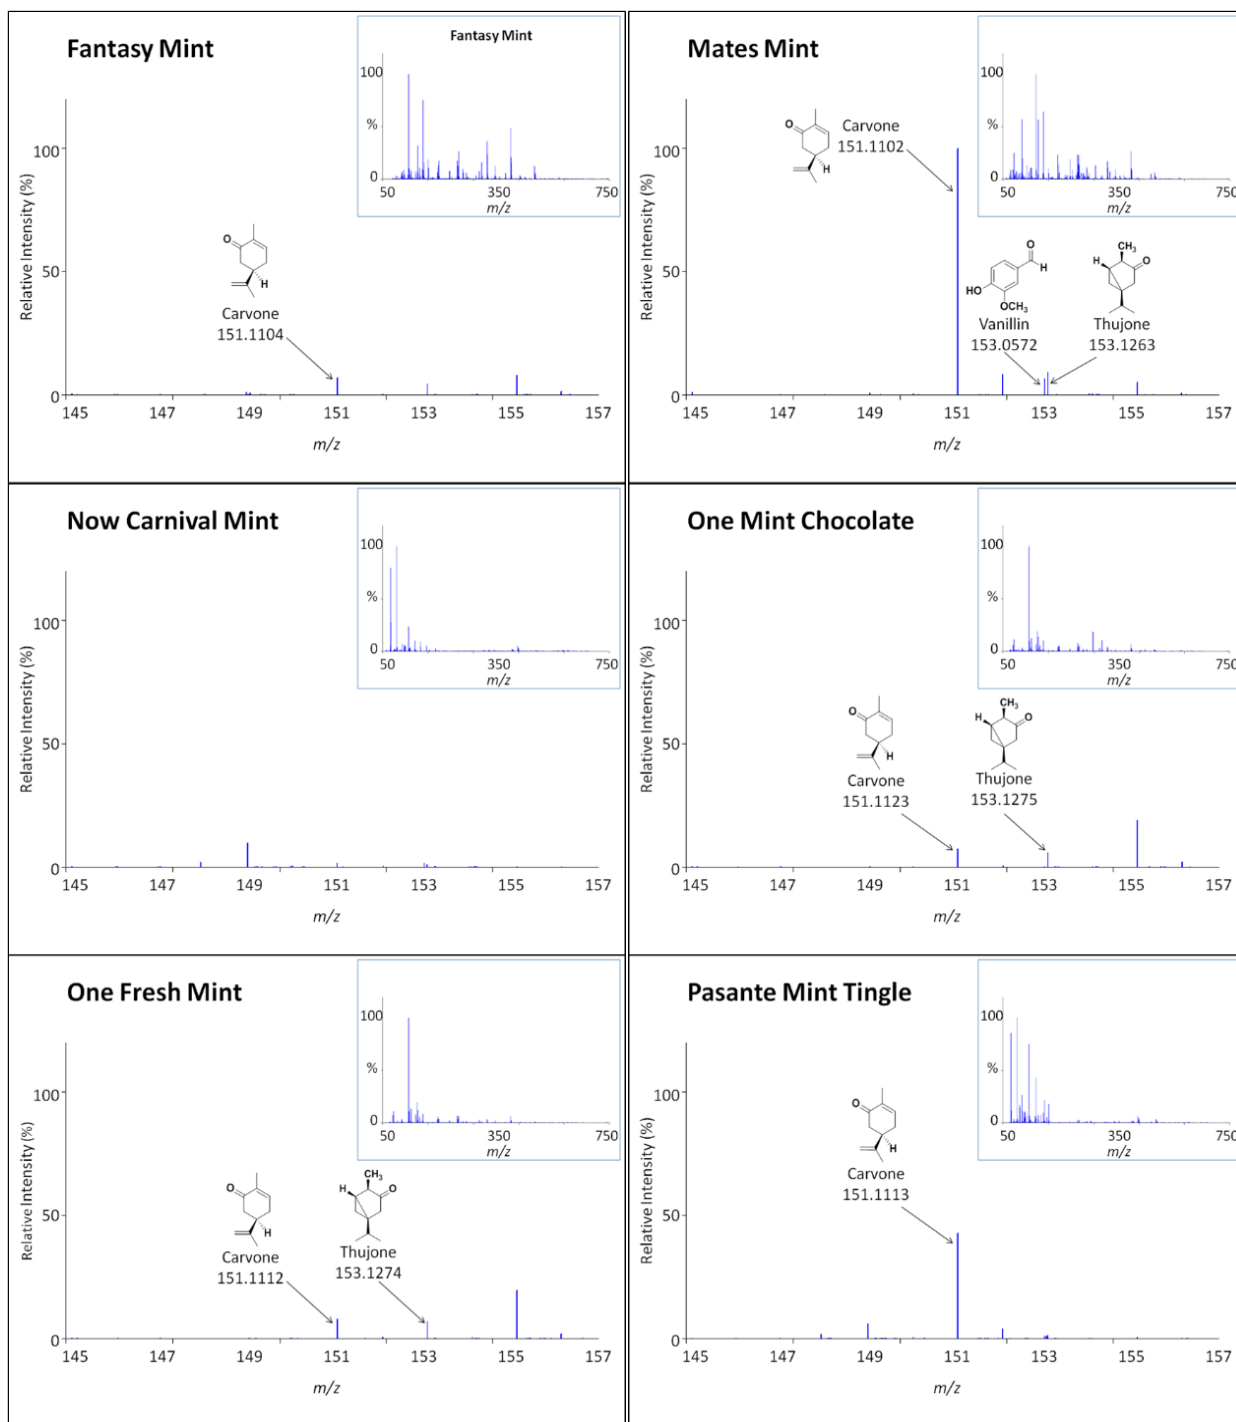 Fantasy Mint
Fantasy Mint
100
%
0
50 350 750
m/z
Relative Intensity (%)
100
50
0
O
H
Carvone
151.1104
145 147 149 151 153 155 157
m/z
Mates Mint
100
%
0
50 350 750
m/z
Relative Intensity (%)
100
50
0
O
H
Carvone
151.1102
O
H
HO
OCH3
Vanillin
153.0572
CH3
H
O
Thujone
153.1263
145 147 149 151 153 155 157
m/z
Now Carnival Mint
100
%
0
50 350 750
m/z
Relative Intensity (%)
100
50
0
145 147 149 151 153 155 157
m/z
One Mint Chocolate
100
%
0
50 350 750
m/z
Relative Intensity (%)
100
50
0
O
H
Carvone
151.1123
CH3
H
O
Thujone
153.1275
145 147 149 151 153 155 157
m/z
One Fresh Mint
100
%
0
50 350 750
m/z
Relative Intensity (%)
100
50
0
O
H
Carvone
151.1112
CH3
H
O
Thujone
153.1274
145 147 149 151 153 155 157
m/z
Pasante Mint Tingle
100
%
0
50 350 750
m/z
Relative Intensity (%)
100
50
0
O
H
Carvone
151.1113
145 147 149 151 153 155 157
m/z